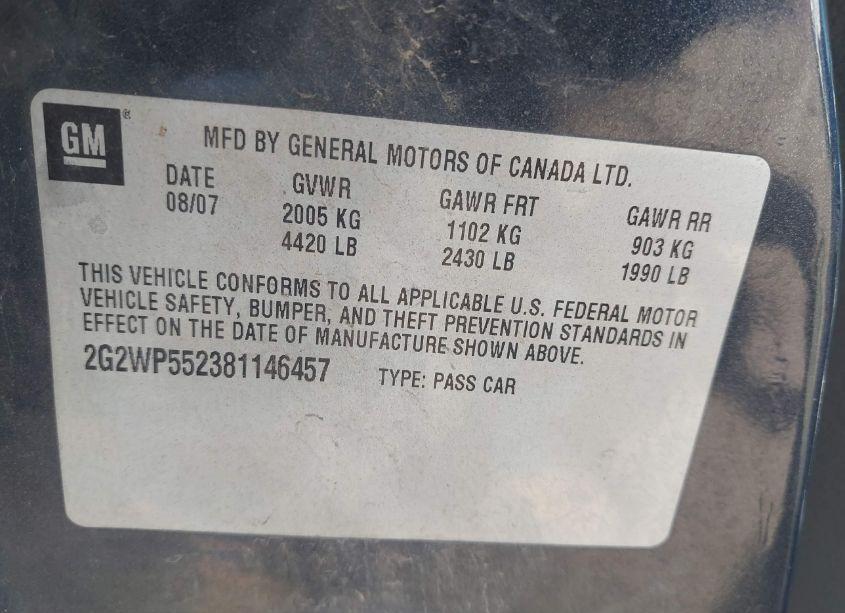 GM®
MFD BY GENERAL MOTORS OF CANADA LTD.
DATE GVWR GAWR FRT GAWR RR
08/07 2005 KG 1102 KG 903 KG
4420 LB 2430 LB 1990 LB
THIS VEHICLE CONFORMS TO ALL APPLICABLE U.S. FEDERAL MOTOR
VEHICLE SAFETY, BUMPER, AND THEFT PREVENTION STANDARDS IN
EFFECT ON THE DATE OF MANUFACTURE SHOWN ABOVE.
2G2WP552381146457 TYPE: PASS CAR